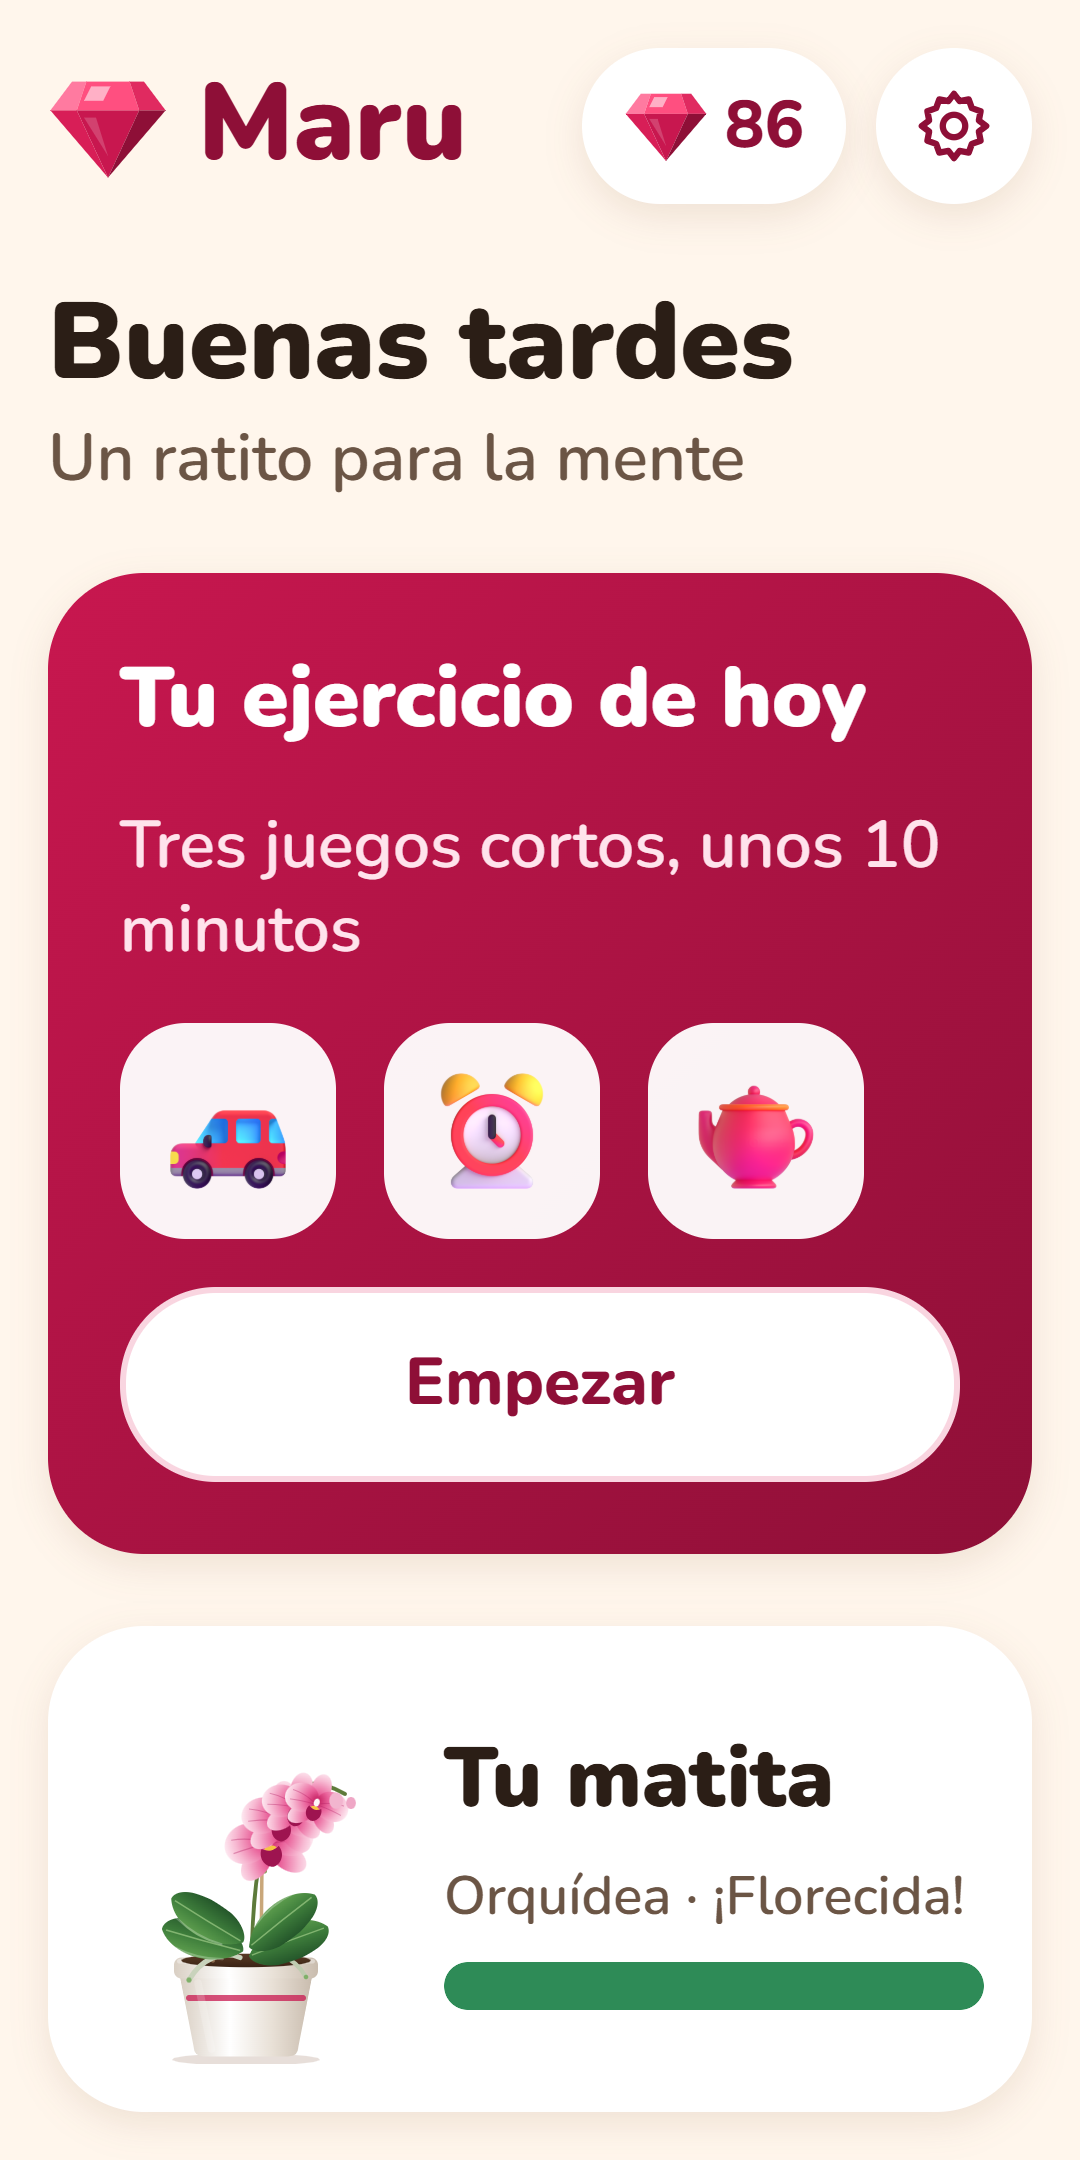 Maru
86
Buenas tardes
Un ratito para la mente
Tu ejercicio de hoy
Tres juegos cortos, unos 10
minutos
Empezar
Tu matita
Orquídea · ¡Florecida!